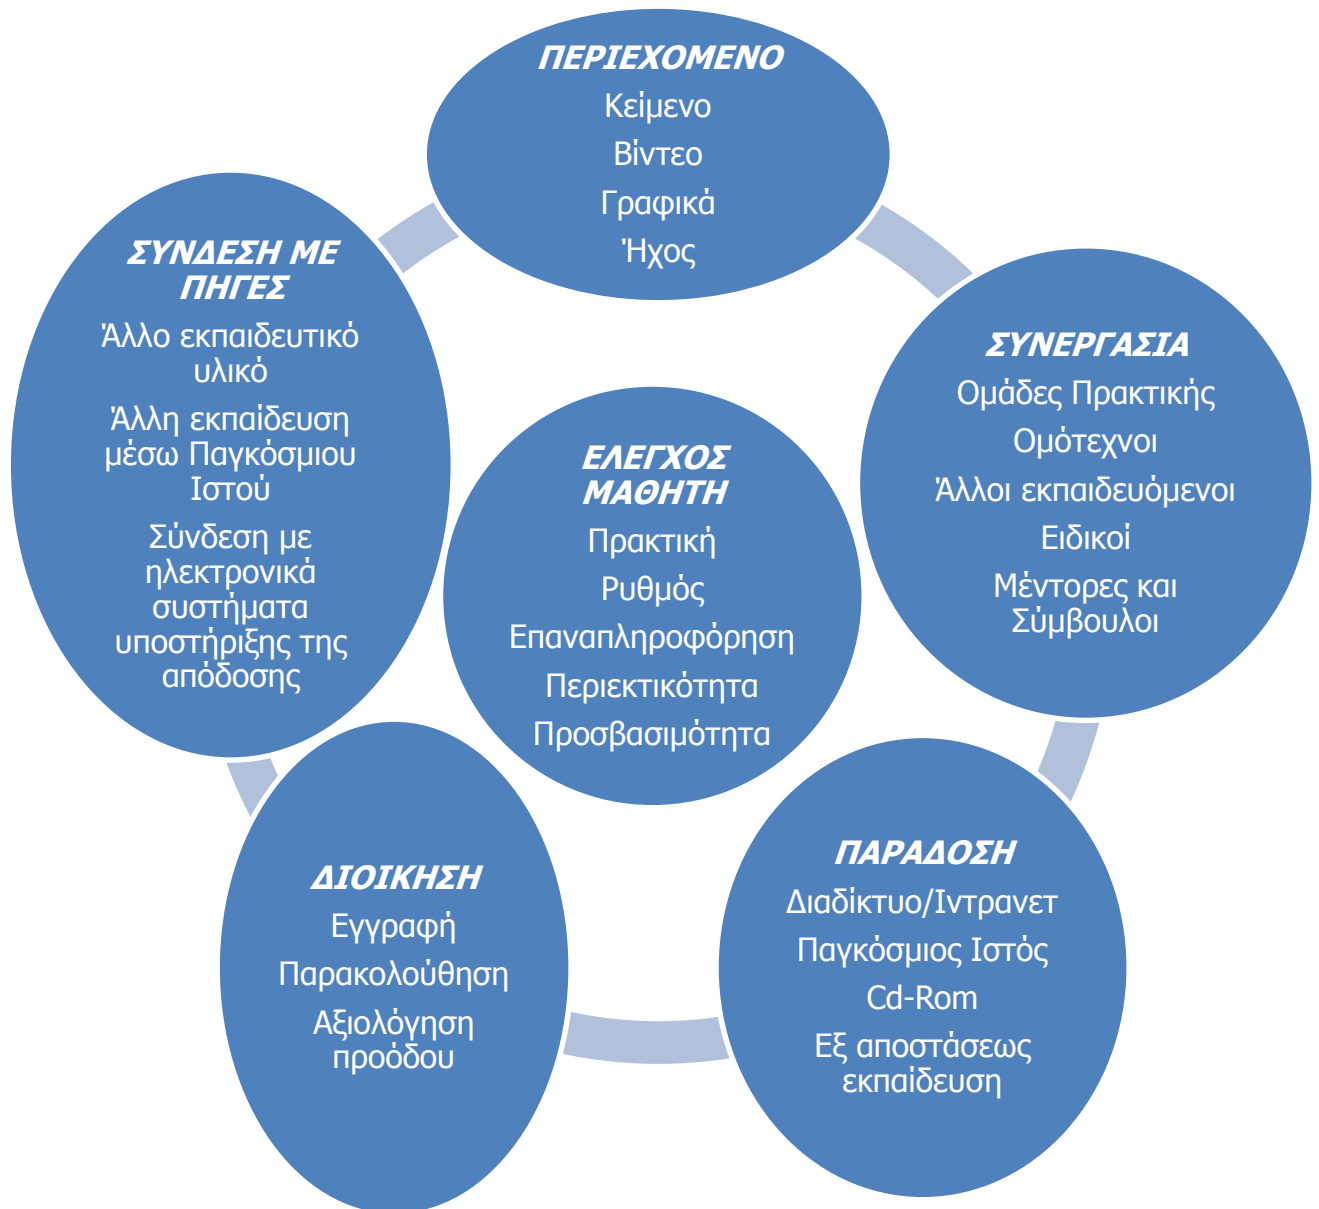 ΠΕΡΙΕΧΟΜΕΝΟ
Κείμενο
Βίντεο
Γραφικά
Ήχος
ΣΥΝΕΡΓΑΣΙΑ
Ομάδες Πρακτικής
Ομότεχνοι
Άλλοι εκπαιδευόμενοι
Ειδικοί
Μέντορες και
Σύμβουλοι
ΠΑΡΑΔΟΣΗ
Διαδίκτυο/Ιντρανετ
Παγκόσμιος Ιστός
Cd-Rom
Εξ αποστάσεως
εκπαίδευση
ΔΙΟΙΚΗΣΗ
Εγγραφή
Παρακολούθηση
Αξιολόγηση
προόδου
ΣΥΝΔΕΣΗ ΜΕ
ΠΗΓΕΣ
Άλλο εκπαιδευτικό
υλικό
Άλλη εκπαίδευση
μέσω Παγκόσμιου
Ιστού
Σύνδεση με
ηλεκτρονικά
συστήματα
υποστήριξης της
απόδοσης
ΕΛΕΓΧΟΣ
ΜΑΘΗΤΗ
Πρακτική
Ρυθμός
Επαναπληροφόρηση
Περιεκτικότητα
Προσβασιμότητα